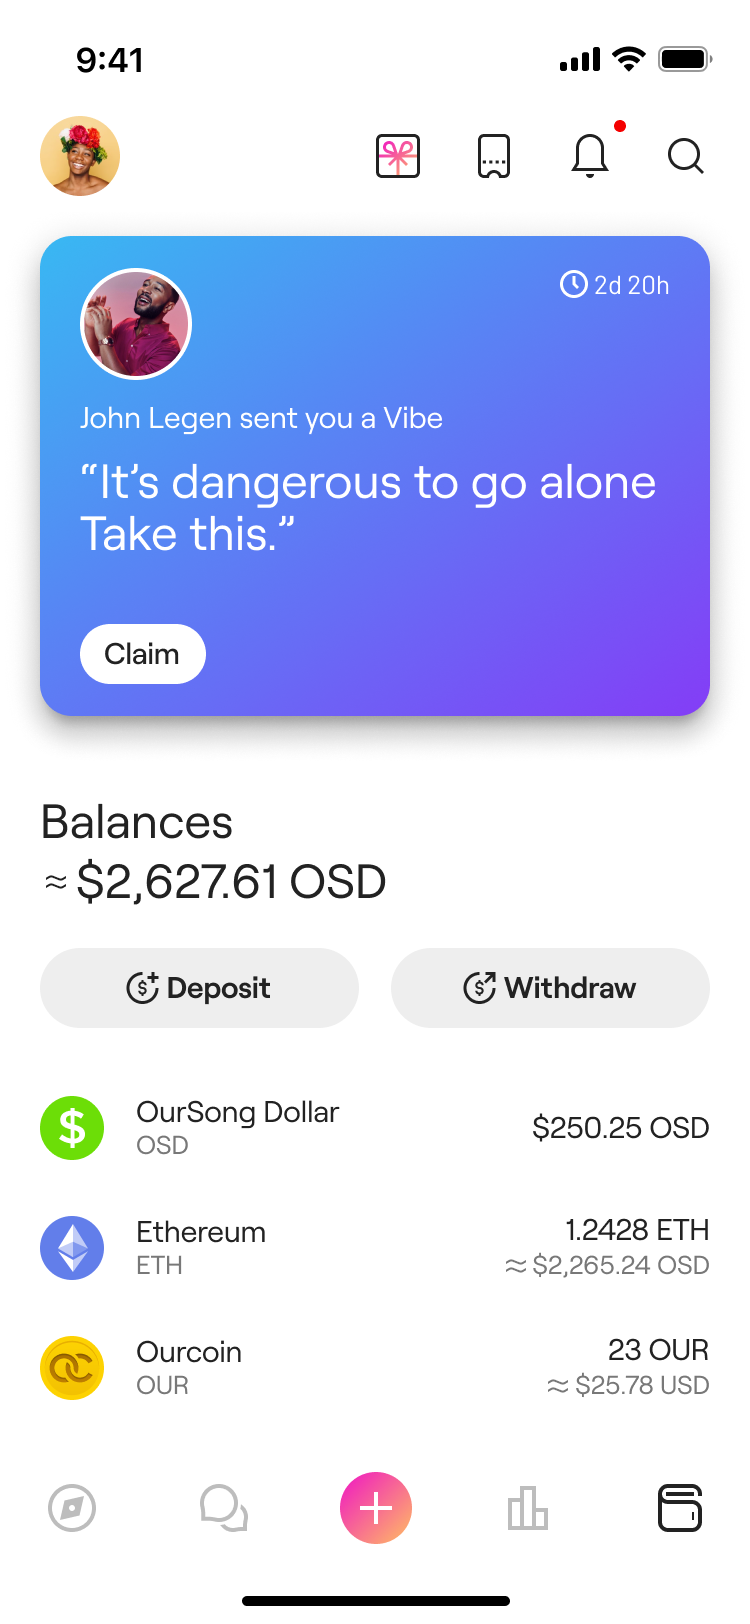 9:41
2d 20h
John Legen sent you a Vibe
“It’s dangerous to go alone
Take this.”
Claim
Balances
≈ $2,627.61 OSD
Deposit
Withdraw
OurSong Dollar
OSD
$250.25 OSD
Ethereum
ETH
1.2428 ETH
≈ $2,265.24 OSD
Ourcoin
OUR
23 OUR
≈ $25.78 USD